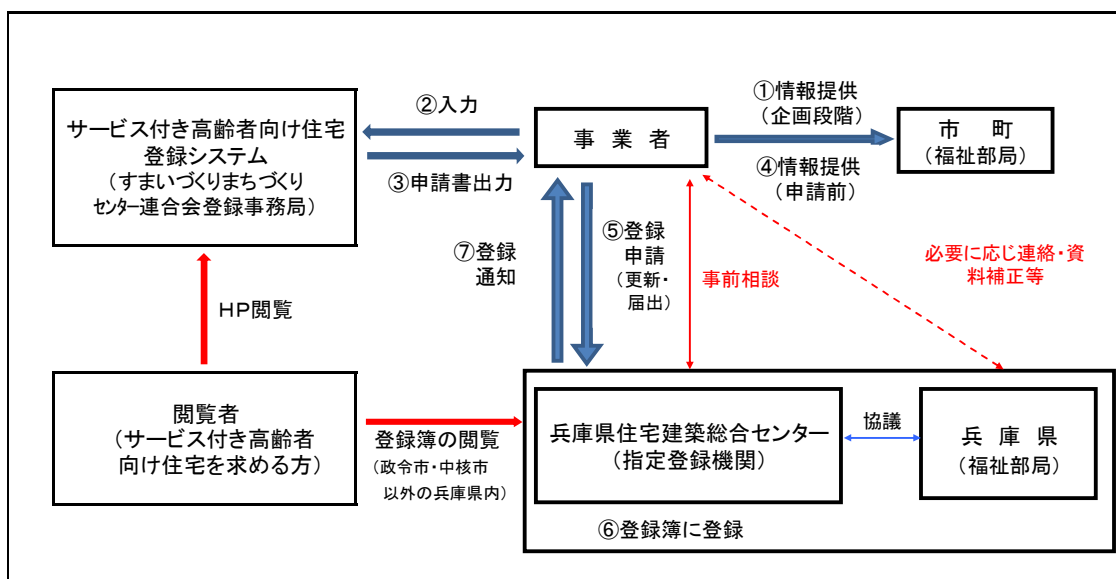 サービス付き高齢者向け住宅
登録システム
(すまいづくりまちづくり
センター連合会登録事務局)
②入力
③申請書出力
事 業 者
①情報提供
(企画段階)
④情報提供
(申請前)
市 町
(福祉部局)
⑦登録
通知
⑤登録
申請
(更新・
届出)
事前相談
必要に応じ連絡・資
料補正等
HP閲覧
閲覧者
(サービス付き高齢者
向け住宅を求める方)
登録簿の閲覧
(政令市・中核市
以外の兵庫県内)
兵庫県住宅建築総合センター
(指定登録機関)
協議
兵 庫 県
(福祉部局)
⑥登録簿に登録